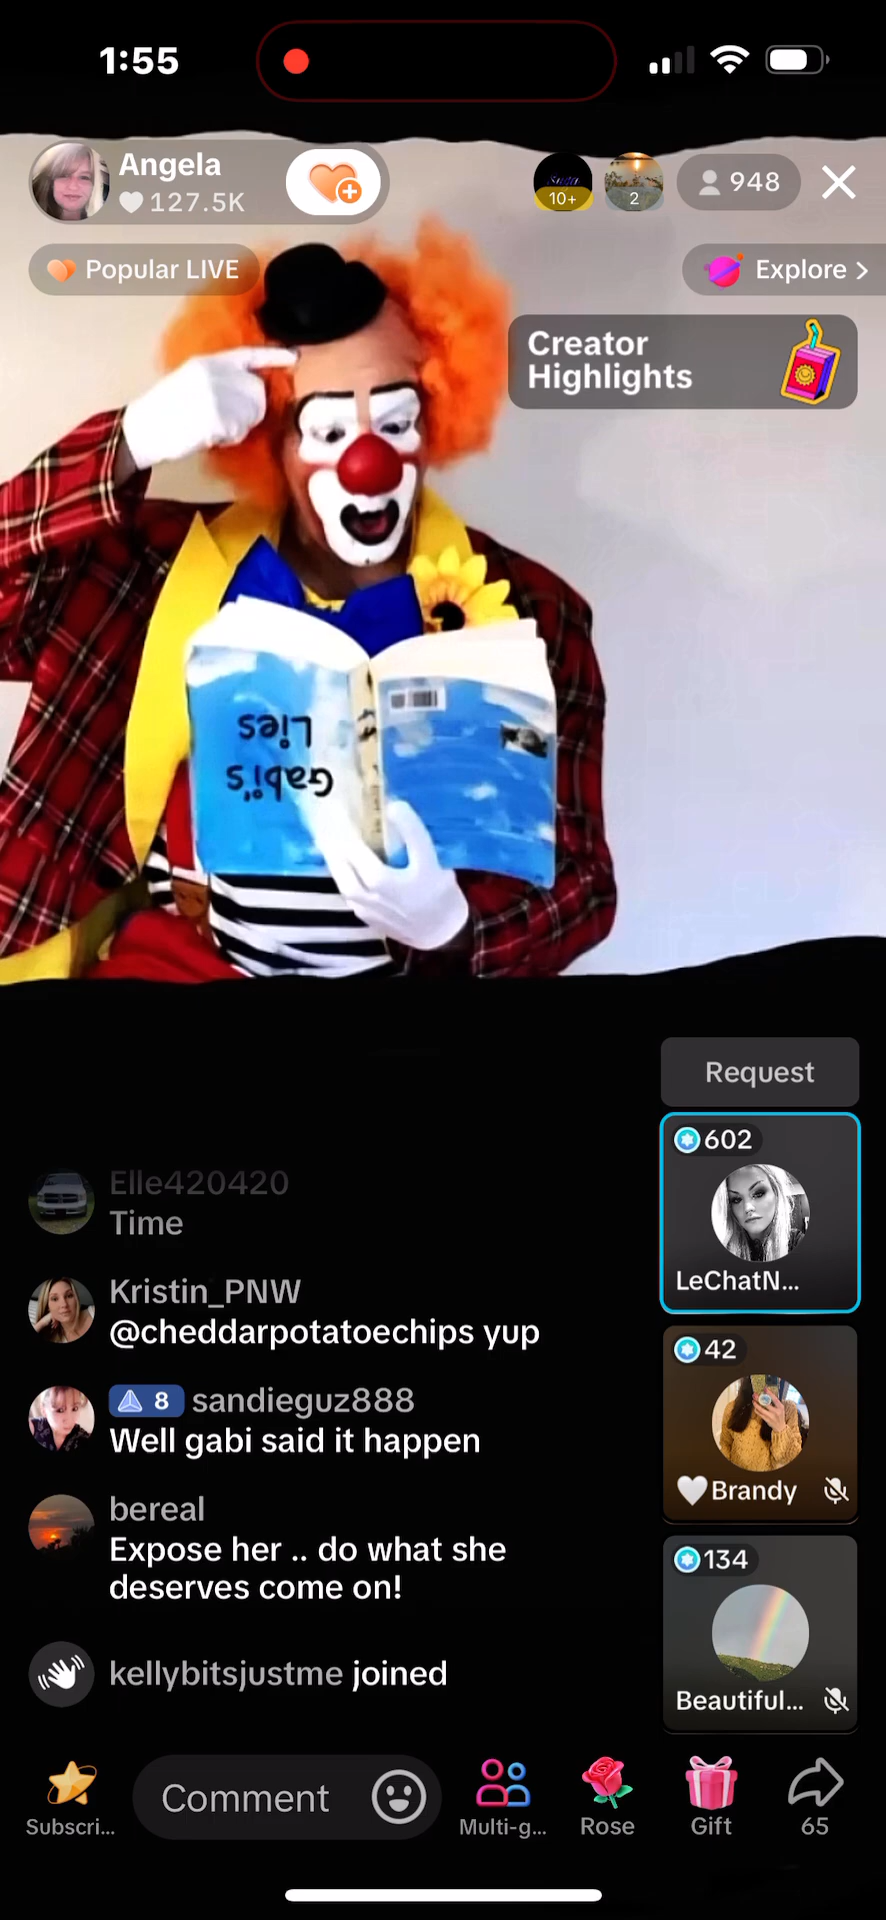 1:55
Angela
127.5K
10+
2
948
Popular LIVE
Explore >
Creator
Highlights
Gabi's
Lies
Request
602
LeChatN...
Elle420420
Time
Kristin_PNW
@cheddarpotatoechips yup
42
🤍Brandy
8 sandieguz888
Well gabi said it happen
bereal
Expose her .. do what she
deserves come on!
134
Beautiful...
kellybitsjustme joined
Subscri...
Comment
Multi-g...
Rose
Gift
65